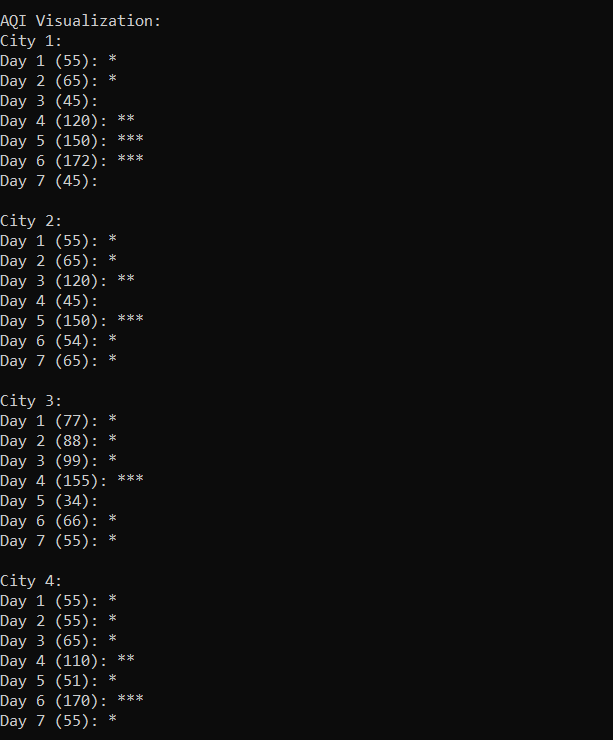 AQI Visualization:
City 1:
Day 1 (55): *
Day 2 (65): *
Day 3 (45):
Day 4 (120): **
Day 5 (150): ***
Day 6 (172): ***
Day 7 (45):

City 2:
Day 1 (55): *
Day 2 (65): *
Day 3 (120): **
Day 4 (45):
Day 5 (150): ***
Day 6 (54): *
Day 7 (65): *

City 3:
Day 1 (77): *
Day 2 (88): *
Day 3 (99): *
Day 4 (155): ***
Day 5 (34):
Day 6 (66): *
Day 7 (55): *

City 4:
Day 1 (55): *
Day 2 (55): *
Day 3 (65): *
Day 4 (110): **
Day 5 (51): *
Day 6 (170): ***
Day 7 (55): *